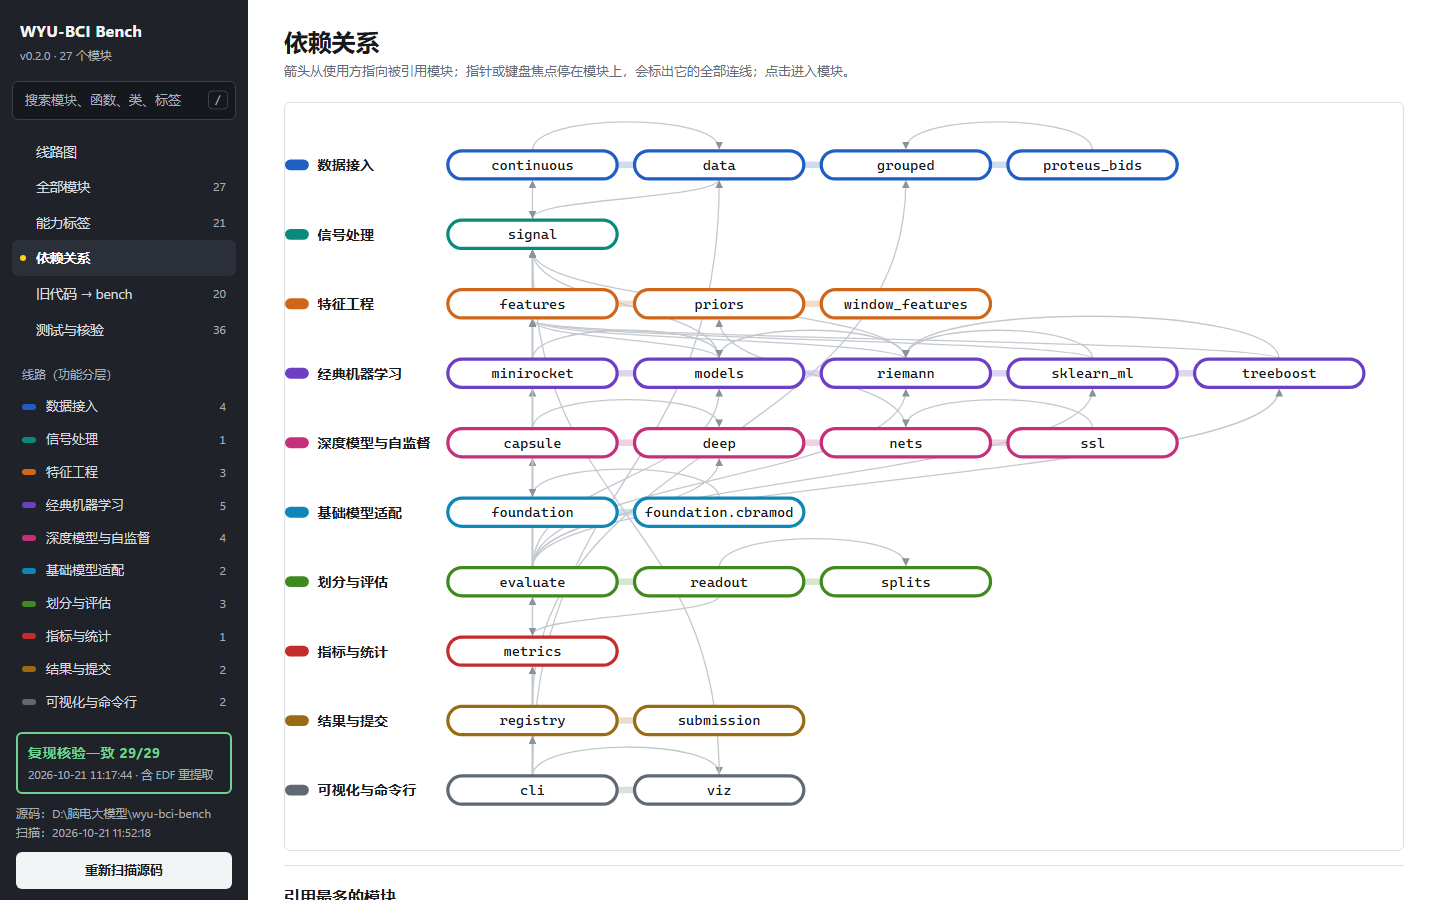 WYU-BCI Bench
v0.2.0 · 27 个模块
搜索模块、函数、类、标签 /
线路图
全部模块 27
能力标签 21
依赖关系
旧代码 → bench 20
测试与核验 36
线路（功能分层）
数据接入 4
信号处理 1
特征工程 3
经典机器学习 5
深度模型与自监督 4
基础模型适配 2
划分与评估 3
指标与统计 1
结果与提交 2
可视化与命令行 2
复现核验一致 29/29
2026-10-21 11:17:44 · 含 EDF 重提取
源码：D:\脑电大模型\wyu-bci-bench
扫描：2026-10-21 11:52:18
重新扫描源码
依赖关系
箭头从使用方指向被引用模块；指针或键盘焦点停在模块上，会标出它的全部连线；点击进入模块。
数据接入 continuous data grouped proteus_bids
信号处理 signal
特征工程 features priors window_features
经典机器学习 minirocket models riemann sklearn_ml treeboost
深度模型与自监督 capsule deep nets ssl
基础模型适配 foundation foundation.cbramod
划分与评估 evaluate readout splits
指标与统计 metrics
结果与提交 registry submission
可视化与命令行 cli viz
引用最多的模块